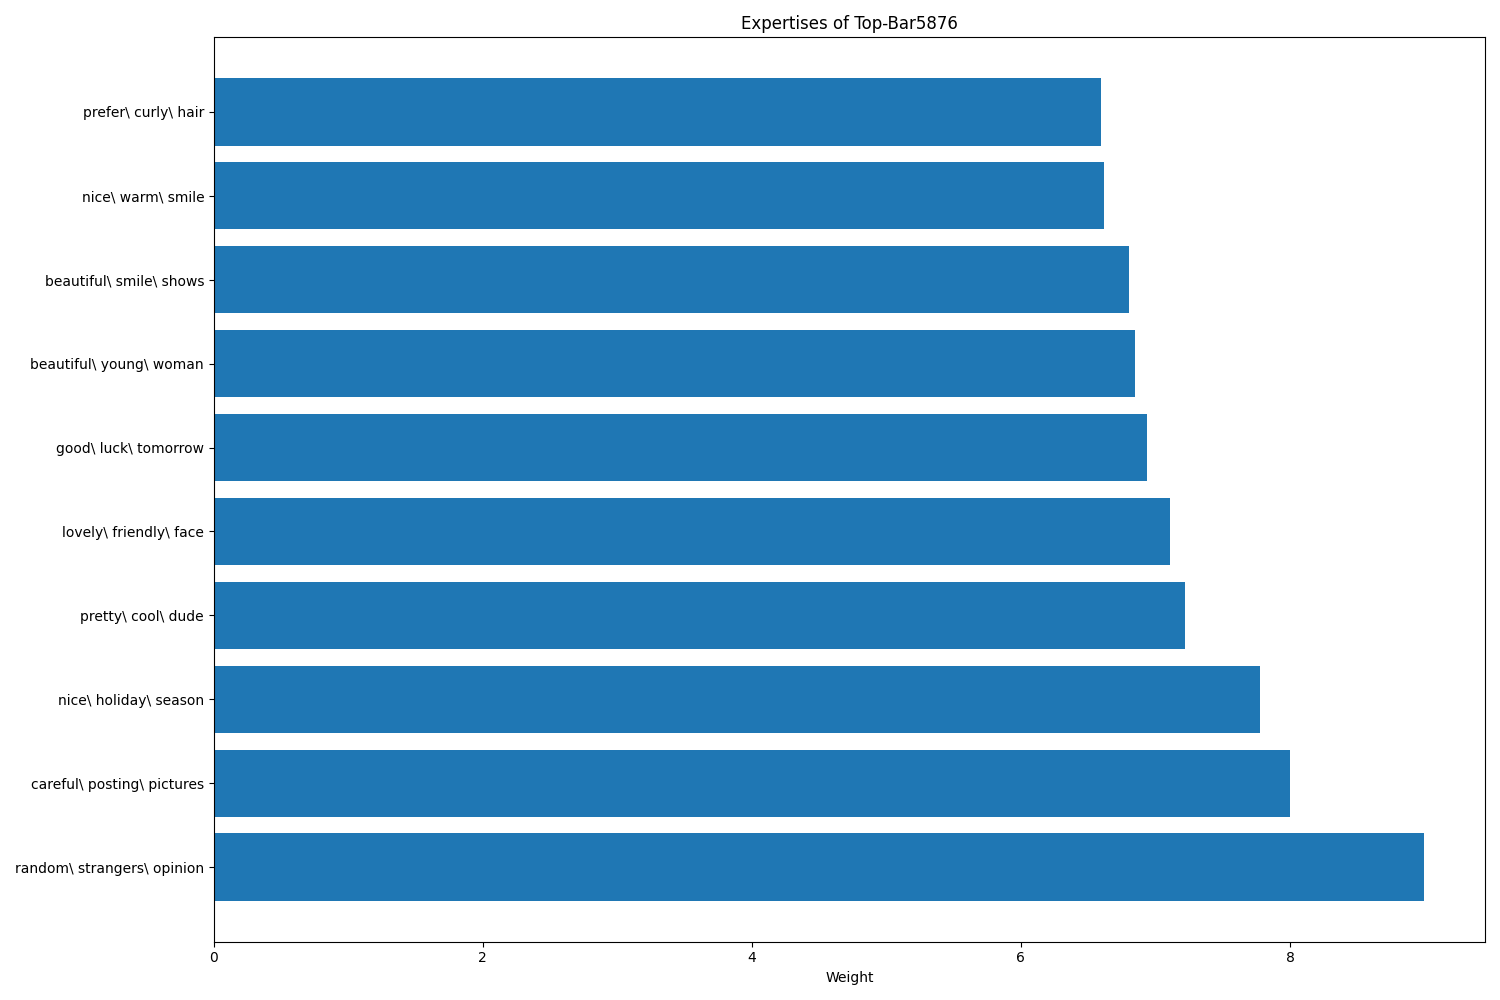 Expertises of Top-Bar5876
prefer\ curly\ hair
nice\ warm\ smile
beautiful\ smile\ shows
beautiful\ young\ woman
good\ luck\ tomorrow
lovely\ friendly\ face
pretty\ cool\ dude
nice\ holiday\ season
careful\ posting\ pictures
random\ strangers\ opinion
0 2 4 6 8
Weight